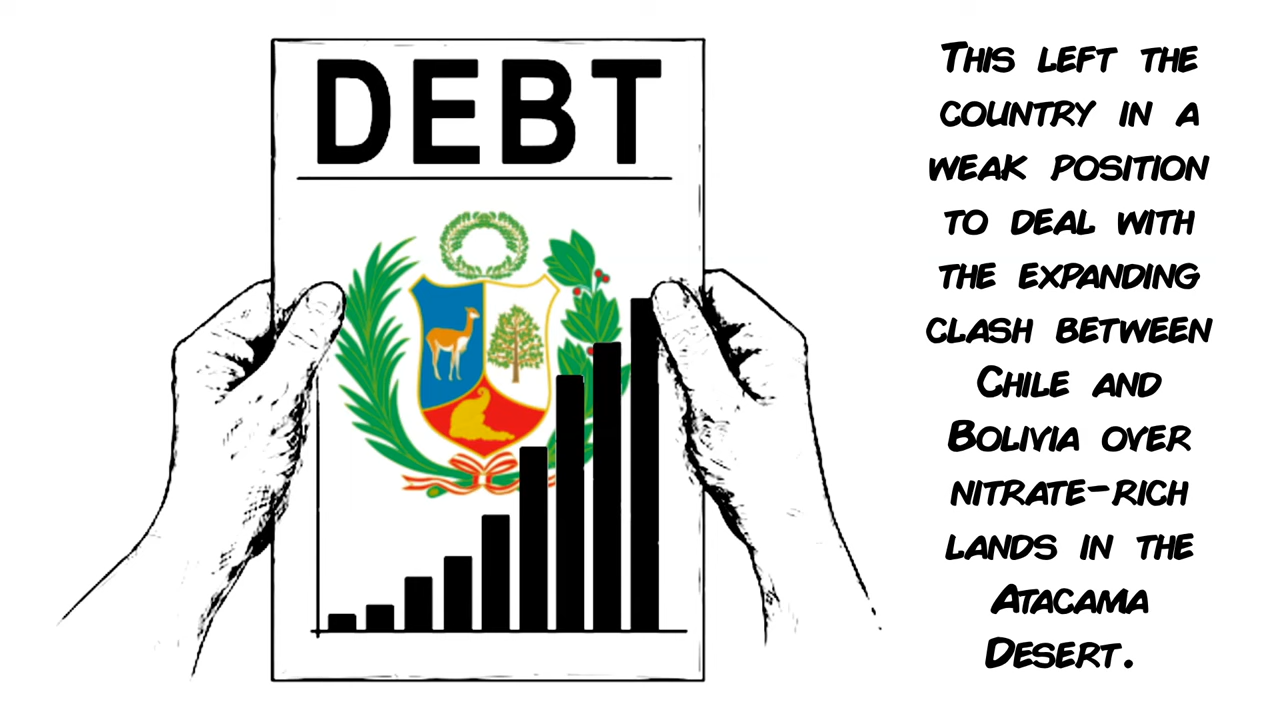 DEBT
THIS LEFT THE
COUNTRY IN A
WEAK POSITION
TO DEAL WITH
THE EXPANDING
CLASH BETWEEN
CHILE AND
BOLIVIA OVER
NITRATE-RICH
LANDS IN THE
ATACAMA
DESERT.